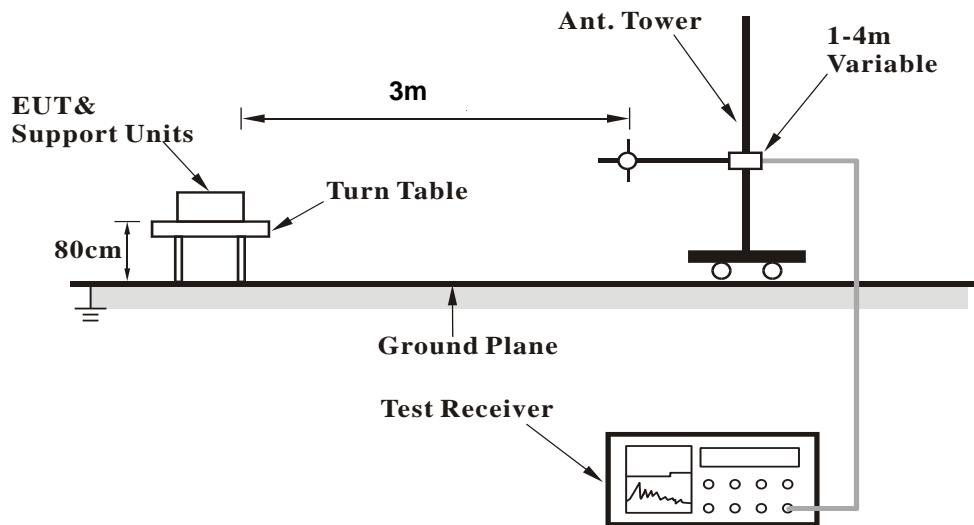 Ant. Tower
1-4m
Variable
3m
EUT&
Support Units
Turn Table
80cm
Ground Plane
Test Receiver